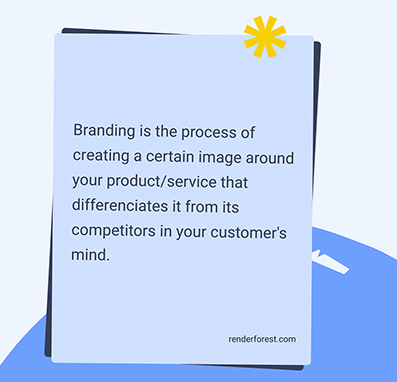 Branding is the process of
creating a certain image around
your product/service that
differenciates it from its
competitors in your customer's
mind.
renderforest.com